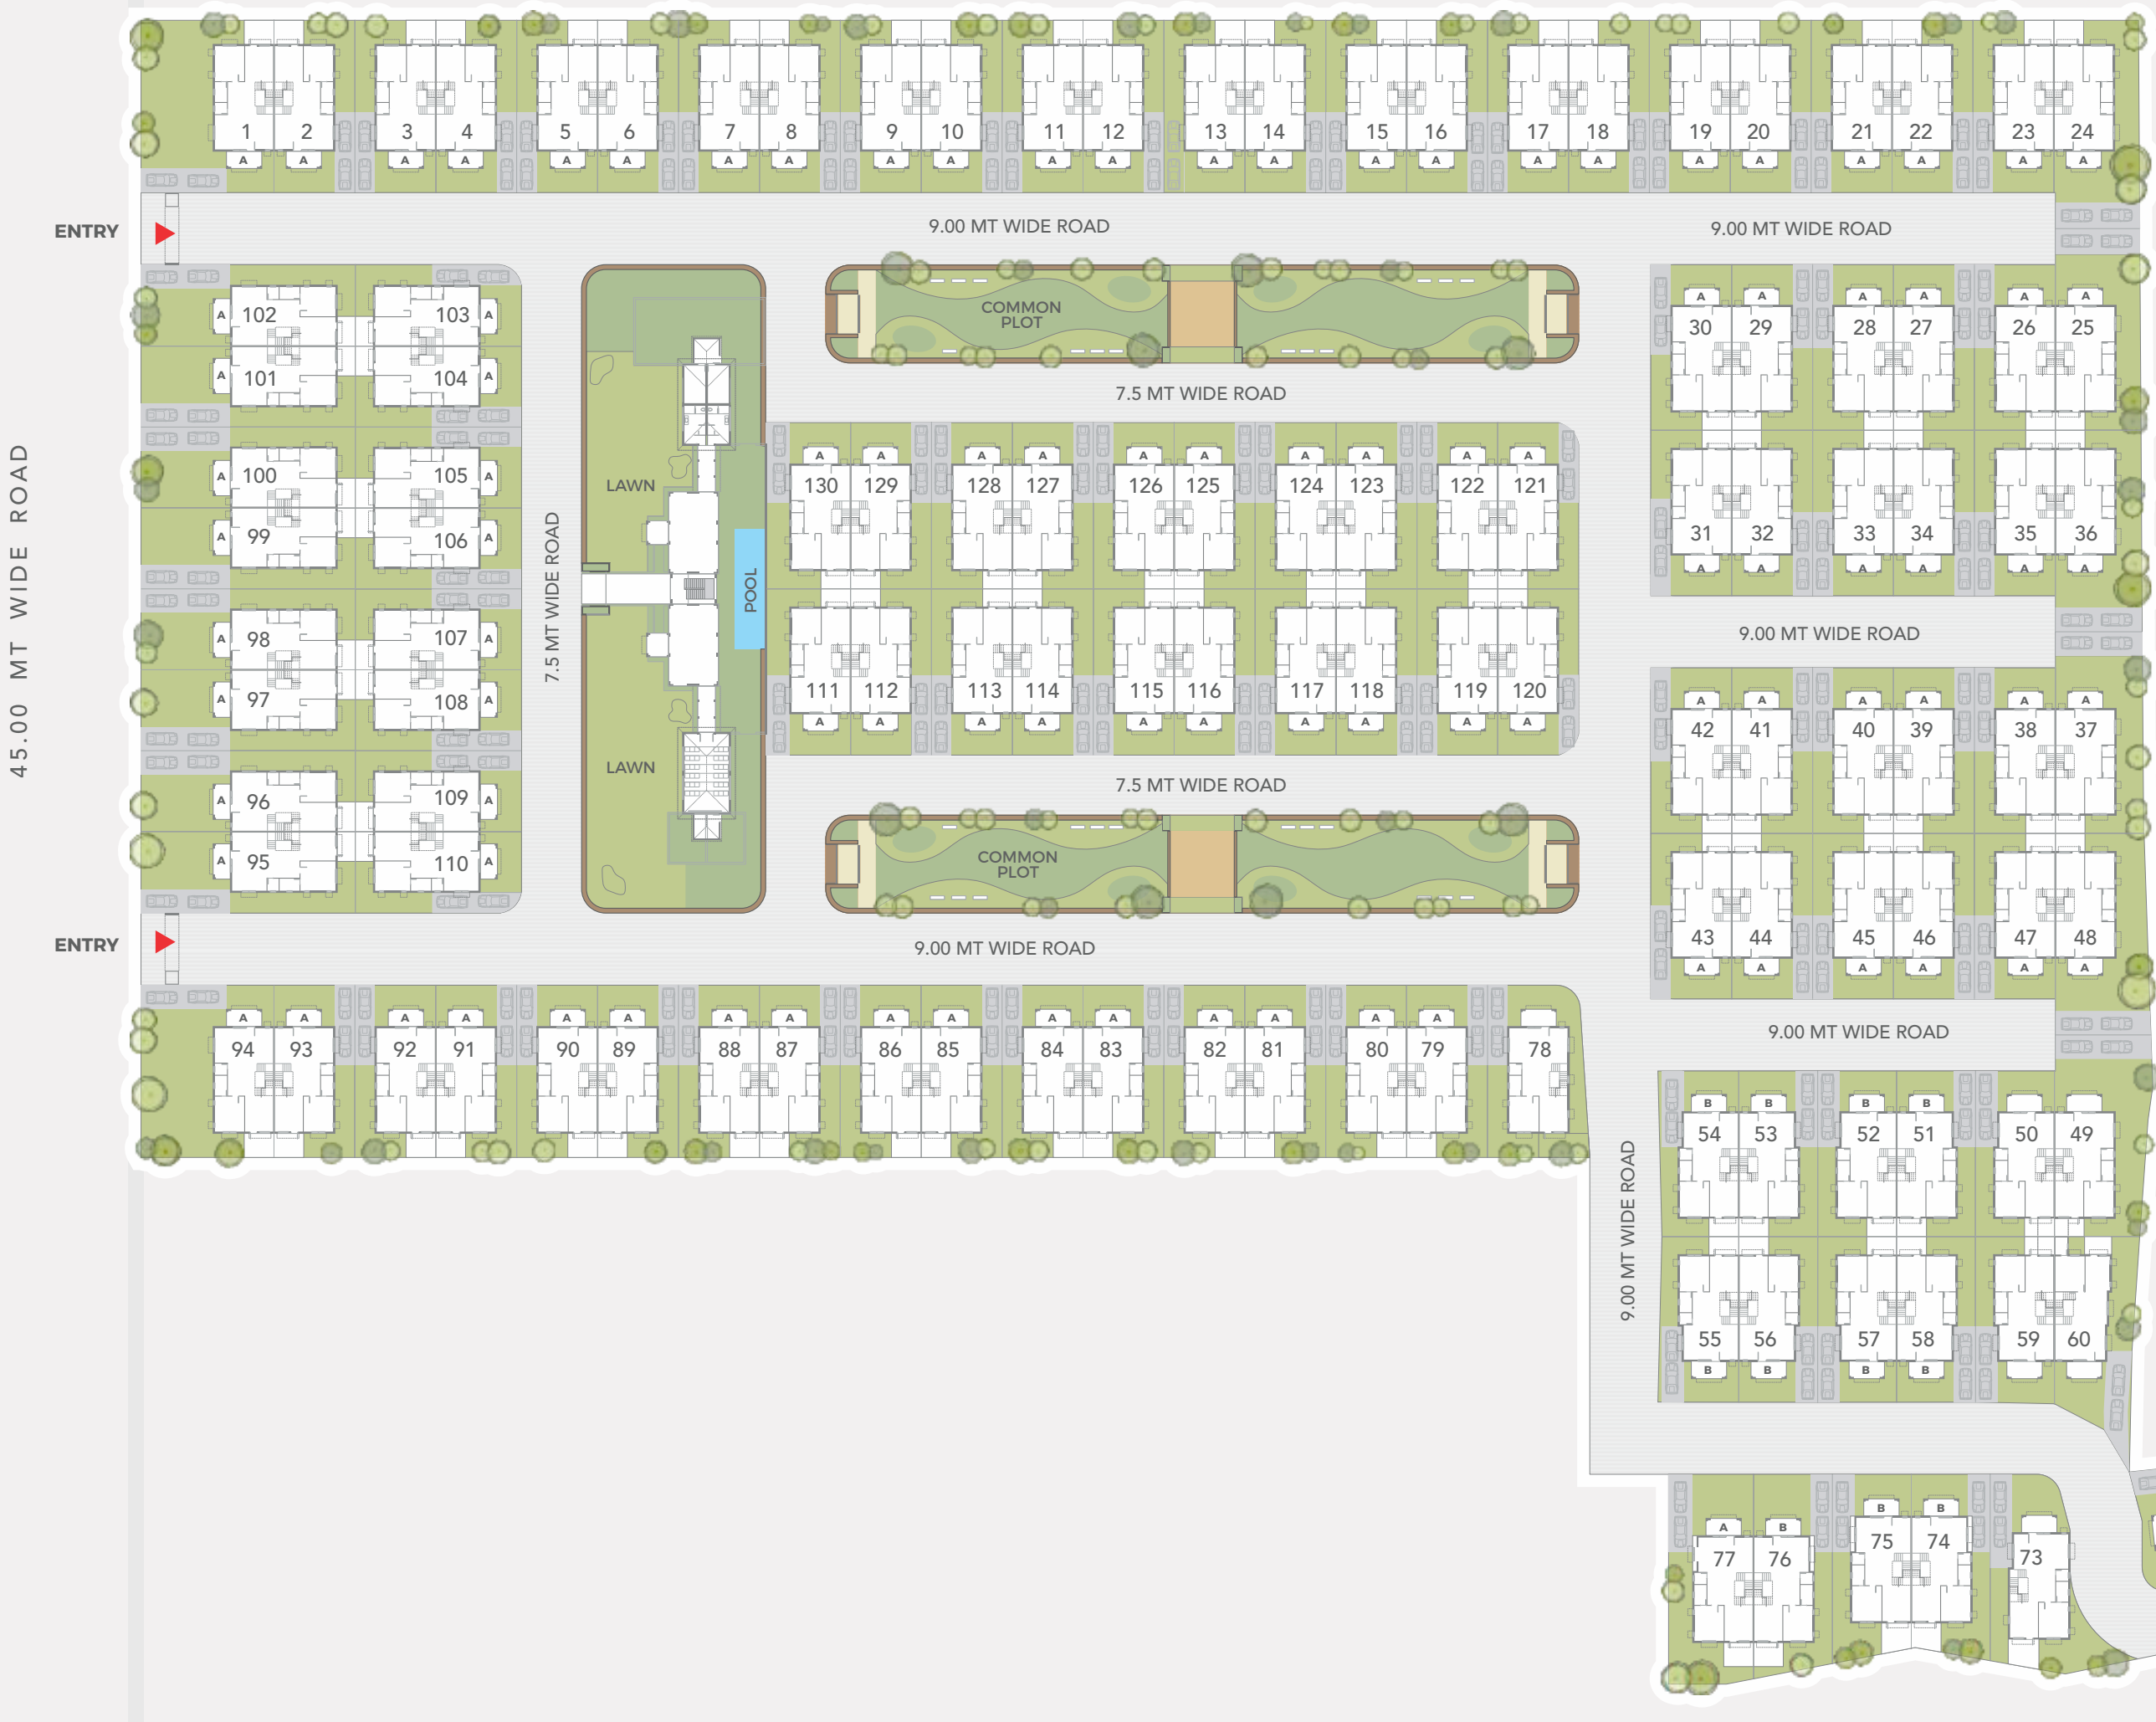 1 2 3 4 5 6 7 8 9 10 11 12 13 14 15 16 17 18 19 20 21 22 23 24
A A A A A A A A A A A A A A A A A A A A A A A A
ENTRY
9.00 MT WIDE ROAD
9.00 MT WIDE ROAD
45.00 MT WIDE ROAD
A 102 103 A
A 101 104 A
A 100 105 A
A 99 106 A
A 98 107 A
A 97 108 A
A 96 109 A
A 95 110 A
7.5 MT WIDE ROAD
LAWN
POOL
LAWN
COMMON
PLOT
7.5 MT WIDE ROAD
A A A A A A A A A A
130 129 128 127 126 125 124 123 122 121
111 112 113 114 115 116 117 118 119 120
A A A A A A A A A A
7.5 MT WIDE ROAD
COMMON
PLOT
A A A A A A
30 29 28 27 26 25
31 32 33 34 35 36
A A A A A A
9.00 MT WIDE ROAD
A A A A A A
42 41 40 39 38 37
43 44 45 46 47 48
A A A A A A
ENTRY
9.00 MT WIDE ROAD
9.00 MT WIDE ROAD
A A A A A A A A A A A A A A A A
94 93 92 91 90 89 88 87 86 85 84 83 82 81 80 79 78
9.00 MT WIDE ROAD
B B B B
54 53 52 51 50 49
55 56 57 58 59 60
B B B B
A B B B
77 76 75 74 73